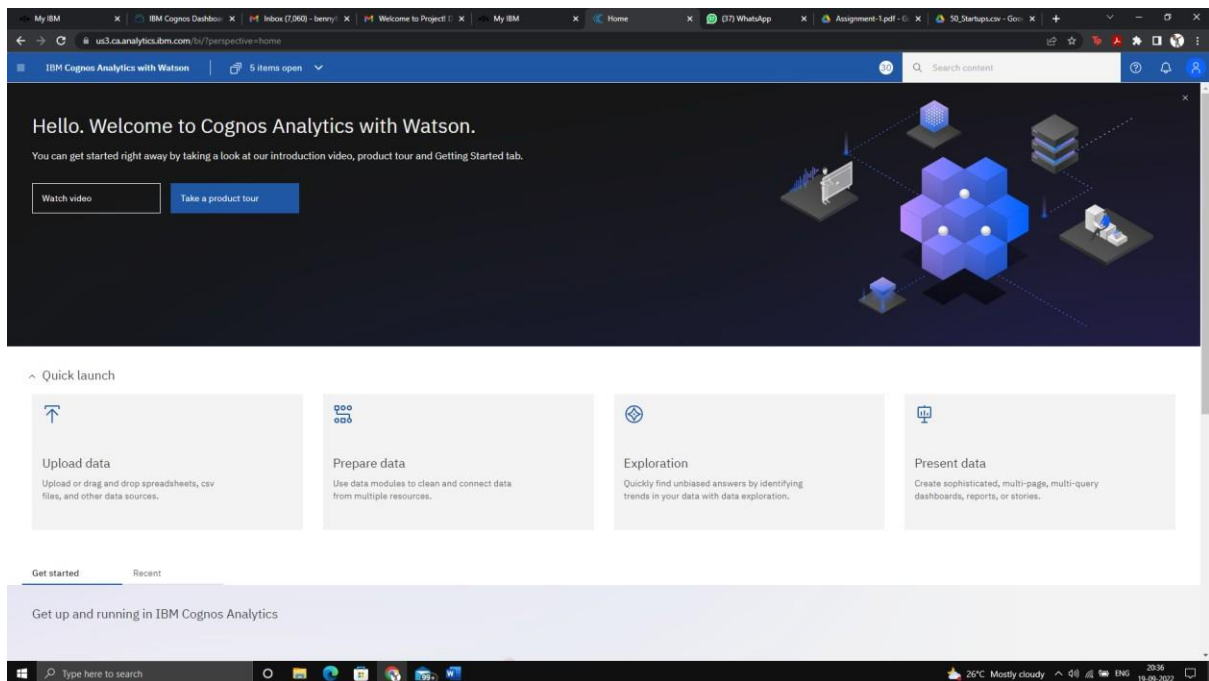 My IBM
IBM Cognos Dashboa
Inbox (7,060) - benny
Welcome to Project!
My IBM
Home
(37) WhatsApp
Assignment-1.pdf - G
50_Startups.csv - Goo
us3.ca.analytics.ibm.com/bi/?perspective=home
IBM Cognos Analytics with Watson
5 items open
30
Search content
Hello. Welcome to Cognos Analytics with Watson.
You can get started right away by taking a look at our introduction video, product tour and Getting Started tab.
Watch video
Take a product tour
Quick launch
Upload data
Upload or drag and drop spreadsheets, csv
files, and other data sources.
Prepare data
Use data modules to clean and connect data
from multiple resources.
Exploration
Quickly find unbiased answers by identifying
trends in your data with data exploration.
Present data
Create sophisticated, multi-page, multi-query
dashboards, reports, or stories.
Get started
Recent
Get up and running in IBM Cognos Analytics
Type here to search
99+
26°C Mostly cloudy
ENG
20:36
19-09-2022